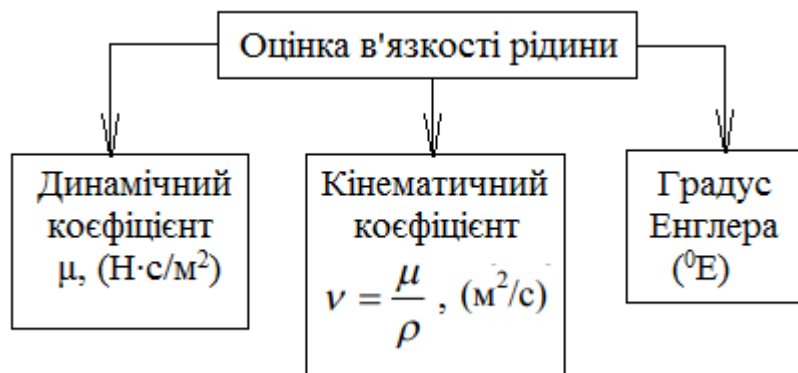 Оцінка в'язкості рідини
Динамічний
коефіцієнт
μ, (Н·с/м²)
Кінематичний
коефіцієнт
ν = μ/ρ , (м²/с)
Градус
Енглера
(⁰Е)